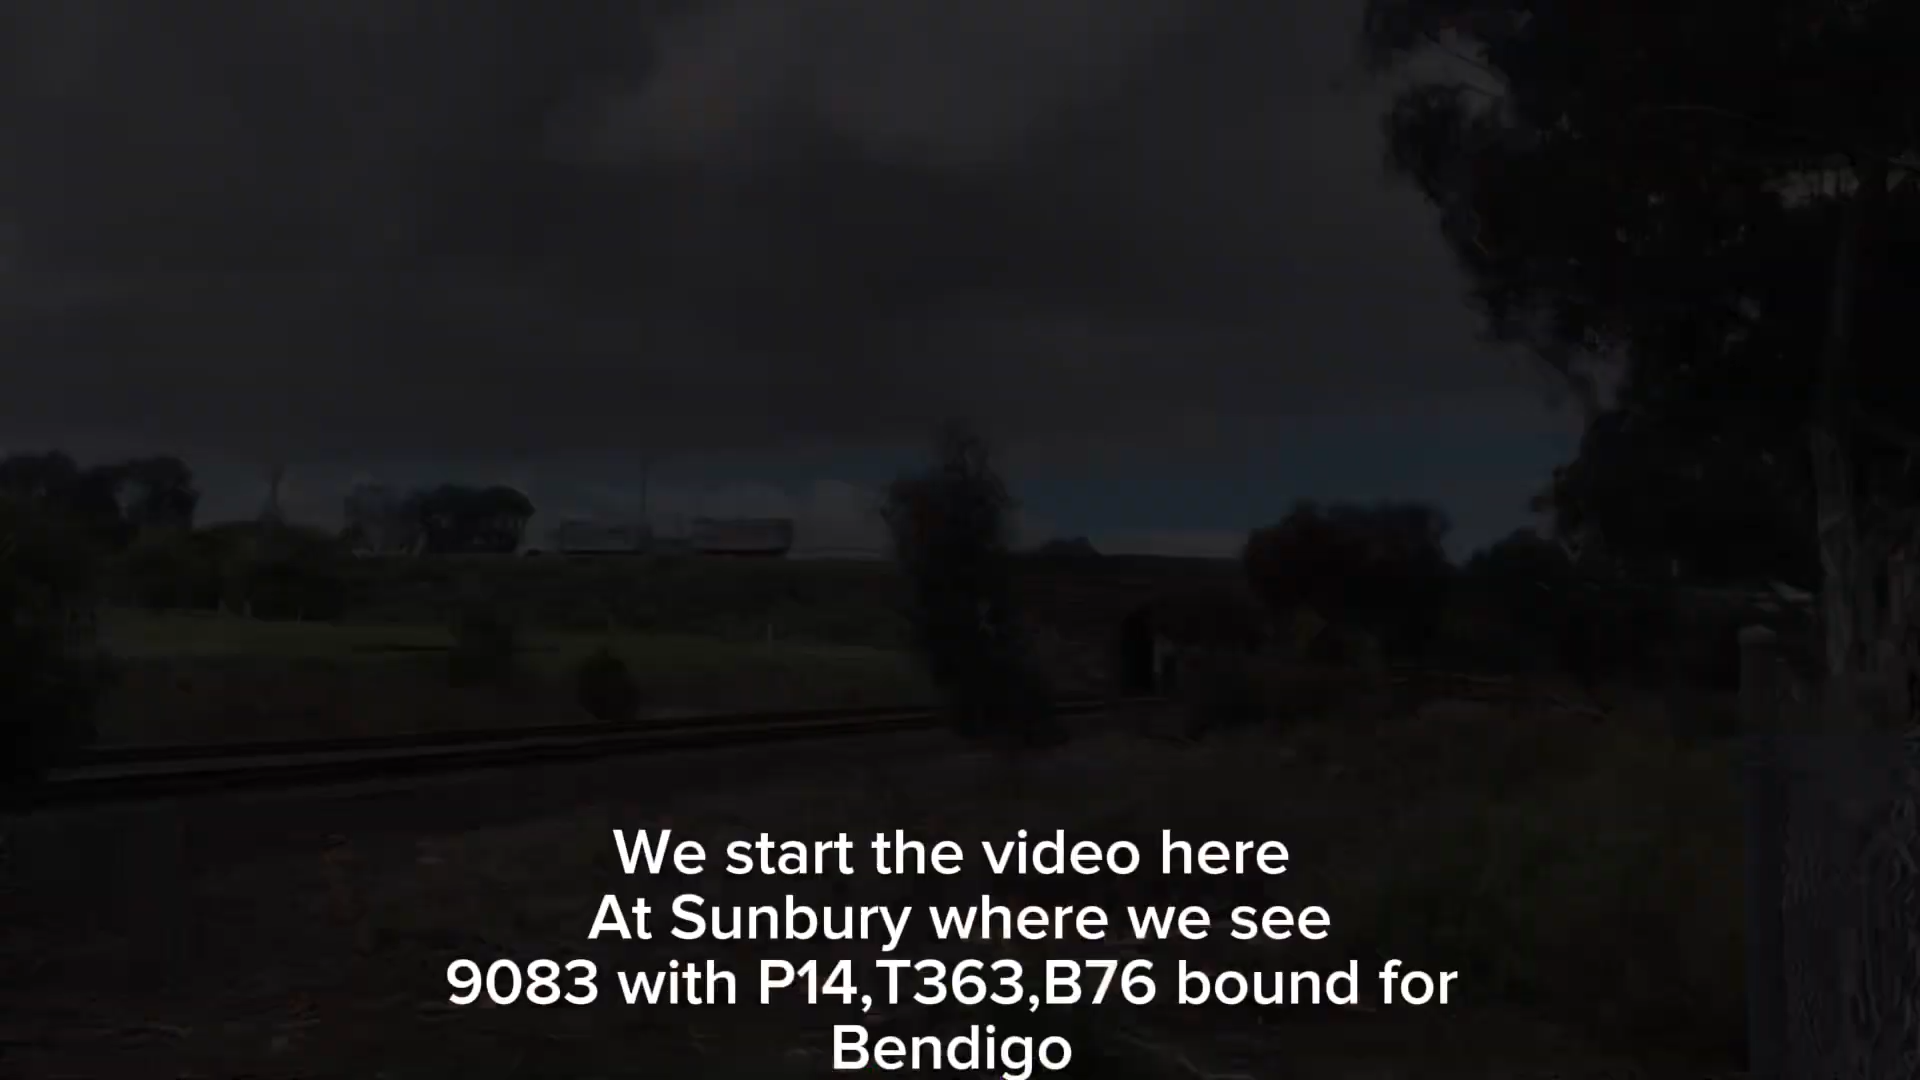 We start the video here
At Sunbury where we see
9083 with P14,T363,B76 bound for
Bendigo